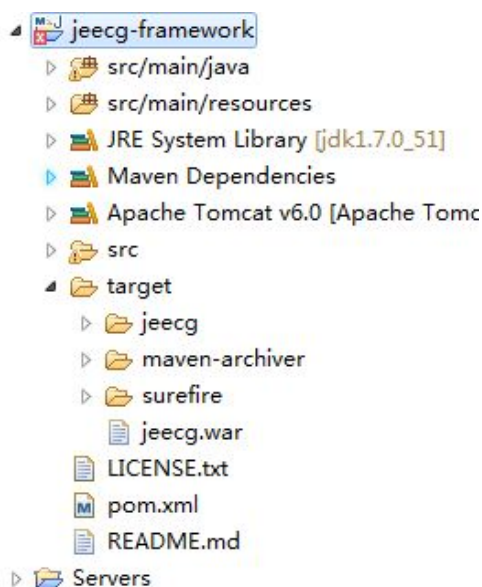 jeecg-framework
src/main/java
src/main/resources
JRE System Library [jdk1.7.0_51]
Maven Dependencies
Apache Tomcat v6.0 [Apache Tomc
src
target
jeecg
maven-archiver
surefire
jeecg.war
LICENSE.txt
pom.xml
README.md
Servers